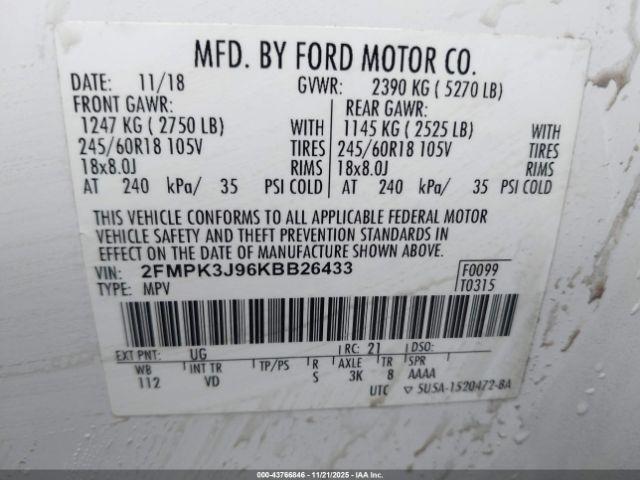 MFD. BY FORD MOTOR CO.
DATE: 11/18 GVWR: 2390 KG ( 5270 LB)
FRONT GAWR: REAR GAWR:
1247 KG ( 2750 LB) WITH 1145 KG ( 2525 LB) WITH
245/60R18 105V TIRES 245/60R18 105V TIRES
18x8.0J RIMS 18x8.0J RIMS
AT 240 kPa/ 35 PSI COLD AT 240 kPa/ 35 PSI COLD
THIS VEHICLE CONFORMS TO ALL APPLICABLE FEDERAL MOTOR
VEHICLE SAFETY AND THEFT PREVENTION STANDARDS IN
EFFECT ON THE DATE OF MANUFACTURE SHOWN ABOVE.
VIN: 2FMPK3J96KBB26433 F0099
TYPE: MPV T0315
EXT PNT: UG RC: 21 DSO:
WB INT TR TP/PS R AXLE TR SPR
112 VD S 3K 8 AAAA
UTC ▽ 5U5A-1520472-BA
© 2025 - 43766846 - 11/21/2025 - IAA, Inc.